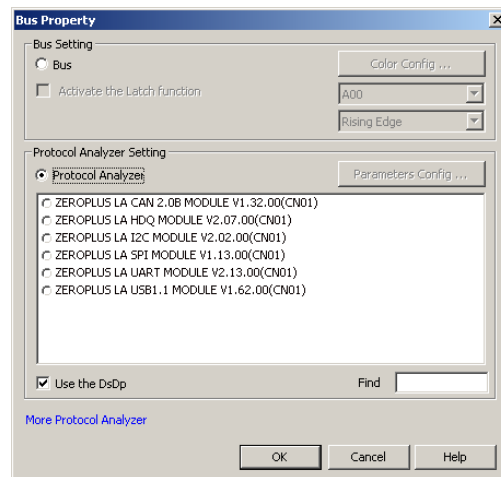 Bus Property
Bus Setting
Bus
Color Config ...
Activate the Latch function
A00
Rising Edge
Protocol Analyzer Setting
Protocol Analyzer
Parameters Config ...
ZEROPLUS LA CAN 2.0B MODULE V1.32.00(CN01)
ZEROPLUS LA HDQ MODULE V2.07.00(CN01)
ZEROPLUS LA I2C MODULE V2.02.00(CN01)
ZEROPLUS LA SPI MODULE V1.13.00(CN01)
ZEROPLUS LA UART MODULE V2.13.00(CN01)
ZEROPLUS LA USB1.1 MODULE V1.62.00(CN01)
Use the DsDp
Find
More Protocol Analyzer
OK
Cancel
Help